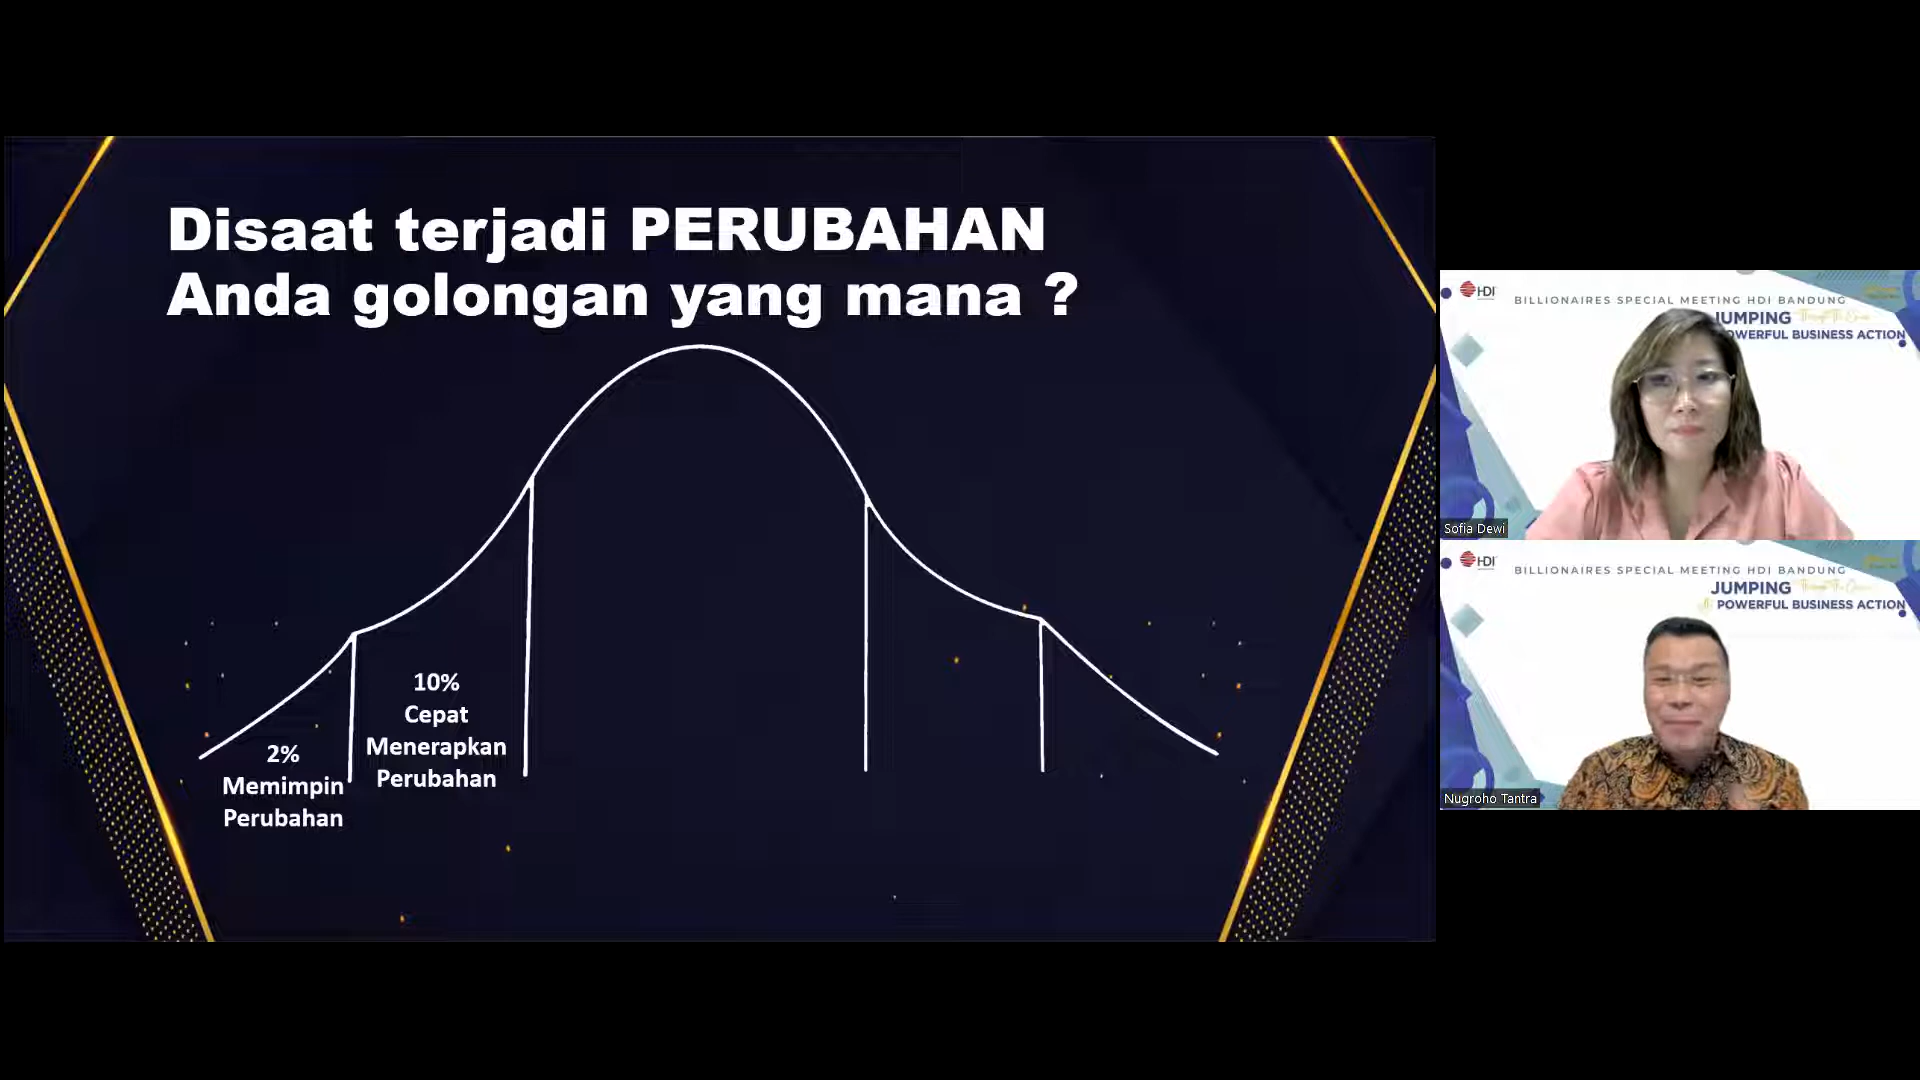 Disaat terjadi PERUBAHAN
Anda golongan yang mana ?
2%
Memimpin
Perubahan
10%
Cepat
Menerapkan
Perubahan
HDI
BILLIONAIRES SPECIAL MEETING HDI BANDUNG
JUMPING
POWERFUL BUSINESS ACTION
Sofia Dewi
HDI
BILLIONAIRES SPECIAL MEETING HDI BANDUNG
JUMPING
POWERFUL BUSINESS ACTION
Nugroho Tantra